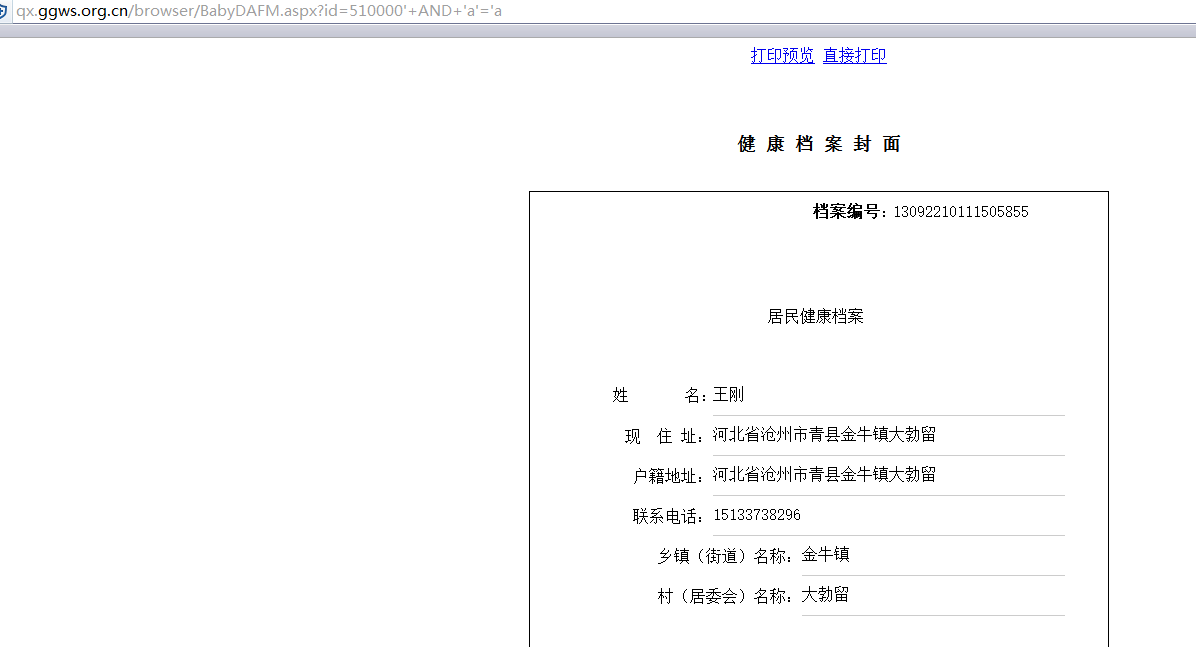 qx.ggws.org.cn/browser/BabyDAFM.aspx?id=510000'+AND+'a'='a
打印预览 直接打印
健 康 档 案 封 面
档案编号：13092210111505855
居民健康档案
姓 名：王刚
现 住 址：河北省沧州市青县金牛镇大勃留
户籍地址：河北省沧州市青县金牛镇大勃留
联系电话：15133738296
乡镇（街道）名称：金牛镇
村（居委会）名称：大勃留